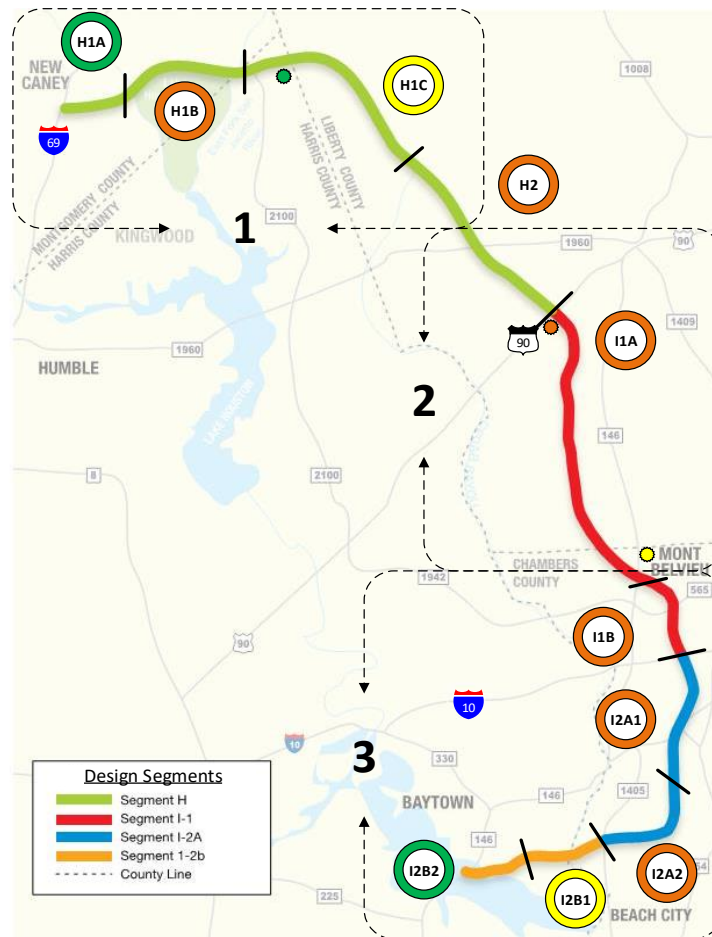 H1A
NEW
CANEY
H1B
H1C
1008
69
LIBERTY COUNTY
HARRIS COUNTY
MONTGOMERY COUNTY
HARRIS COUNTY
H2
KINGWOOD
1
2100
1960
90
1409
I1A
90
1960
HUMBLE
LAKE HOUSTON
2
146
8
2100
MONT
BELVIEU
CHAMBERS
COUNTY
1942
565
90
I1B
10
I2A1
10
3
330
1405
BAYTOWN
146
146
Design Segments
Segment H
Segment I-1
Segment I-2A
Segment 1-2b
County Line
I2B2
I2A2
I2B1
225
BEACH CITY